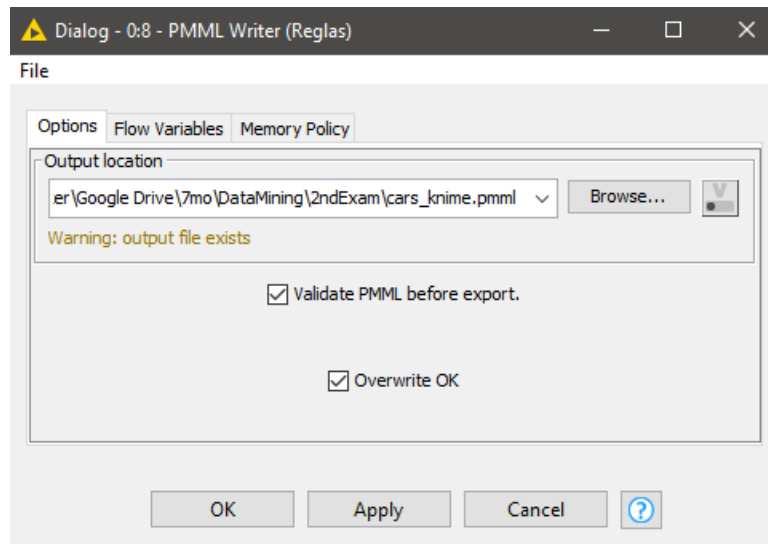 Dialog - 0:8 - PMML Writer (Reglas)
File
Options Flow Variables Memory Policy
Output location
er\Google Drive\7mo\DataMining\2ndExam\cars_knime.pmml Browse... V
Warning: output file exists
Validate PMML before export.
Overwrite OK
OK Apply Cancel ?